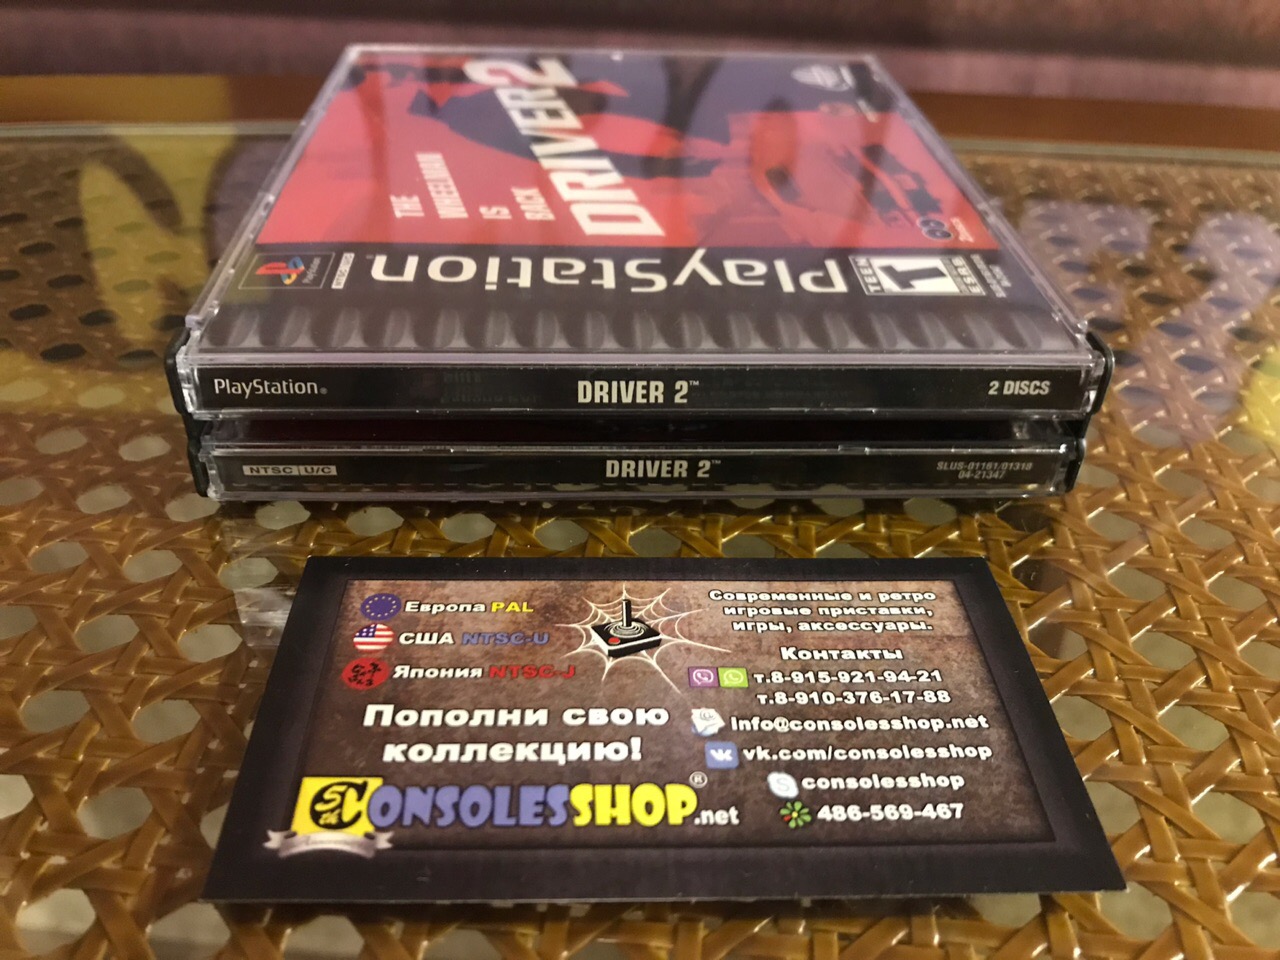 DRIVER 2
THE
WHEELMAN
IS
BACK
PlayStation
TEEN
ESRB
PlayStation® DRIVER 2™ 2 DISCS
NTSC U/C DRIVER 2™ SLUS-01161/01318
04-21347
Европа PAL
США NTSC-U
Япония NTSC-J
Пополни свою
коллекцию!
CONSOLESSHOP®.net
Современные и ретро
игровые приставки,
игры, аксессуары.
Контакты
т.8-915-921-94-21
т.8-910-376-17-88
info@consolesshop.net
vk.com/consolesshop
consolesshop
486-569-467